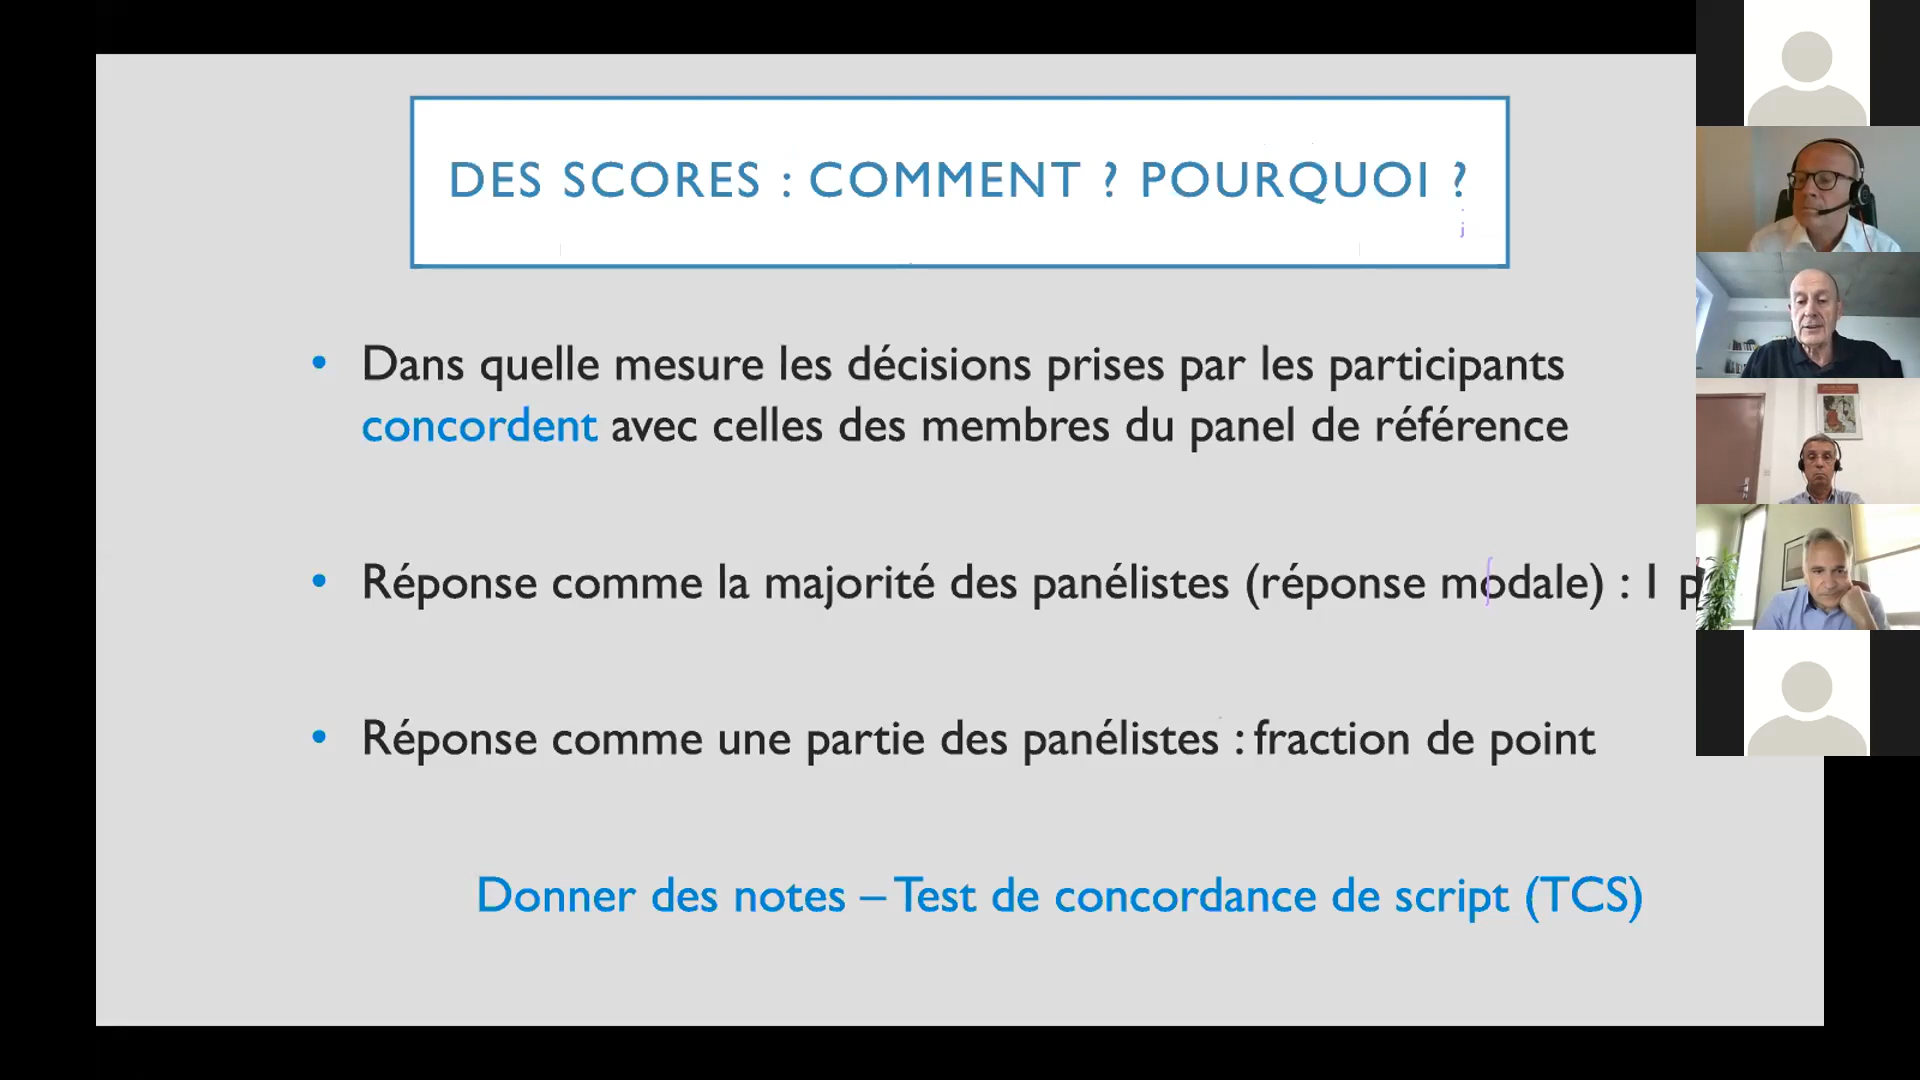 DES SCORES : COMMENT ? POURQUOI ?
• Dans quelle mesure les décisions prises par les participants
concordent avec celles des membres du panel de référence
• Réponse comme la majorité des panélistes (réponse modale) : 1 p
• Réponse comme une partie des panélistes : fraction de point
Donner des notes – Test de concordance de script (TCS)